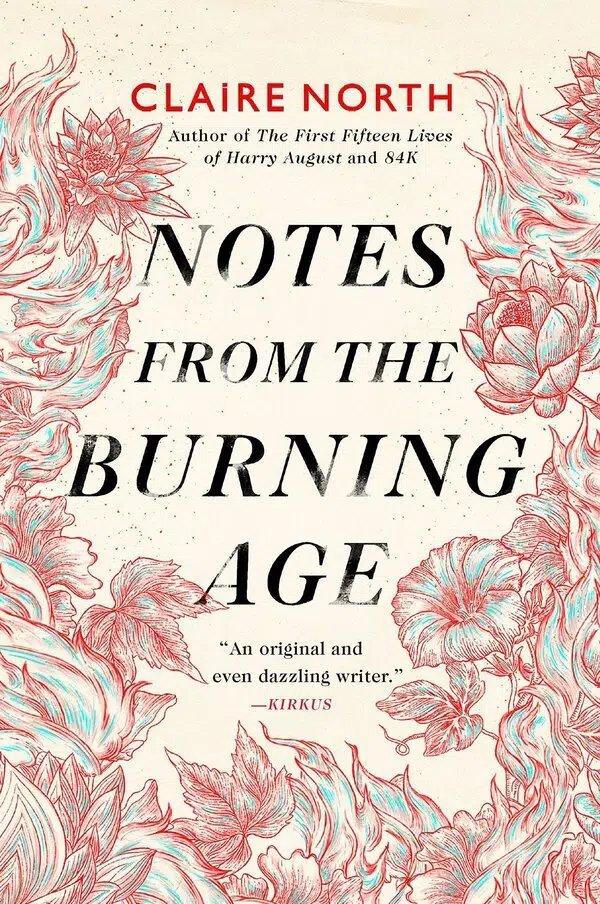 CLAIRE NORTH
Author of The First Fifteen Lives
of Harry August and 84K
NOTES
FROM THE
BURNING
AGE
“An original and
even dazzling writer.”
—KIRKUS